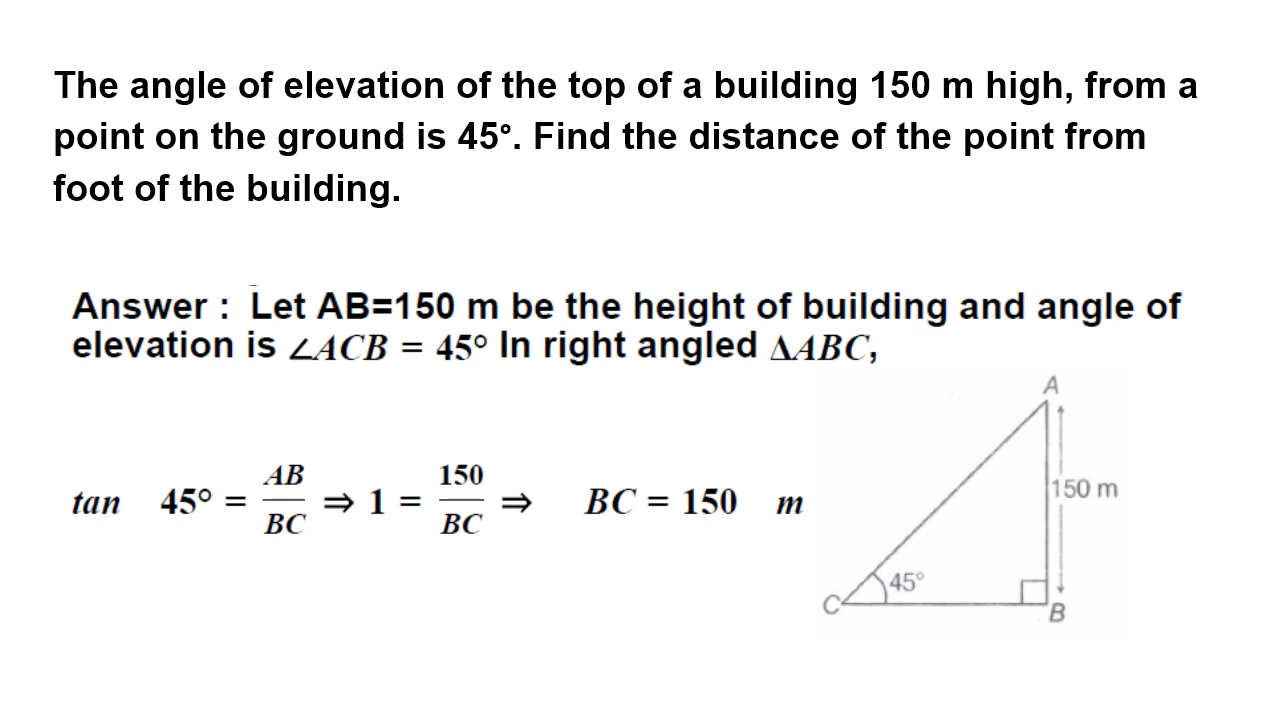 The angle of elevation of the top of a building 150 m high, from a
point on the ground is 45°. Find the distance of the point from
foot of the building.
Answer : Let AB=150 m be the height of building and angle of
elevation is ∠ACB = 45° In right angled ΔABC,
tan 45° = AB/BC ⇒ 1 = 150/BC ⇒ BC = 150 m
A
150 m
45°
C
B